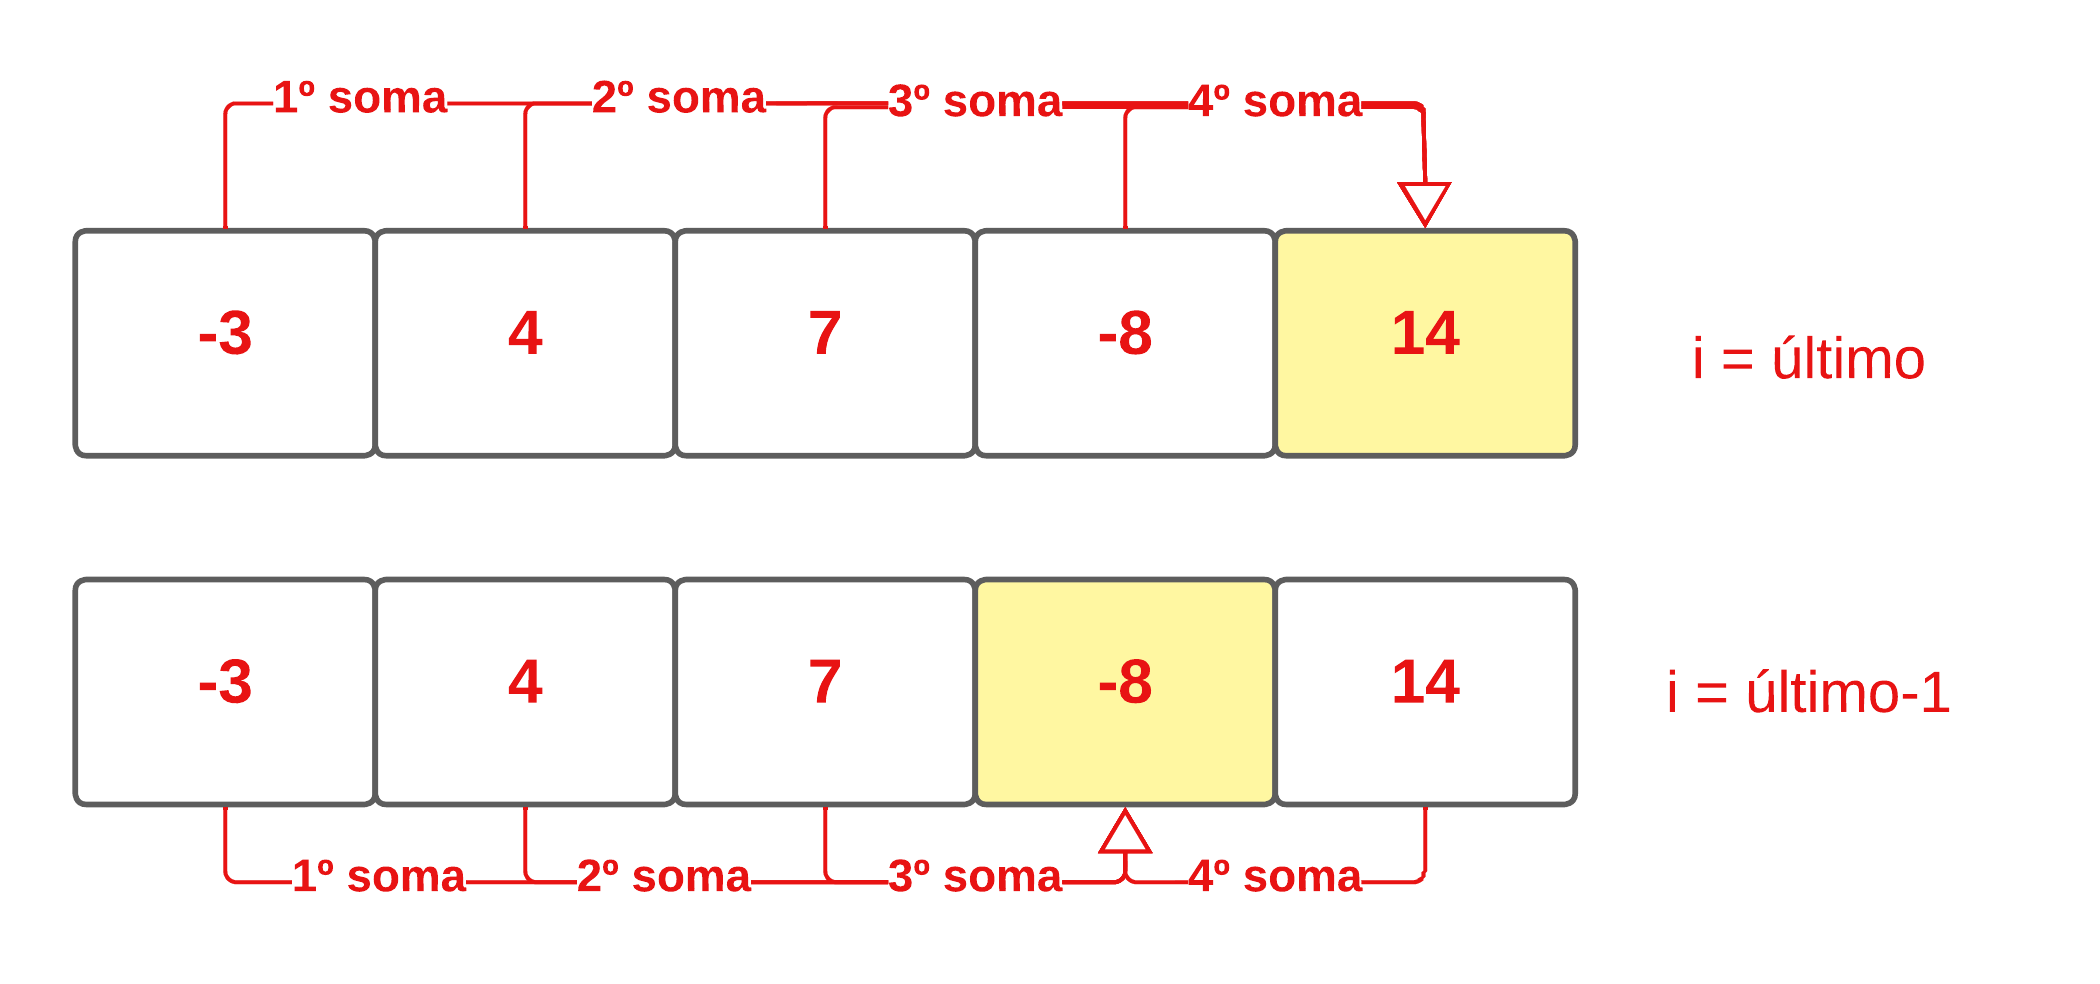 1º soma 2º soma 3º soma 4º soma
-3 4 7 -8 14
i = último
-3 4 7 -8 14
i = último-1
1º soma 2º soma 3º soma 4º soma